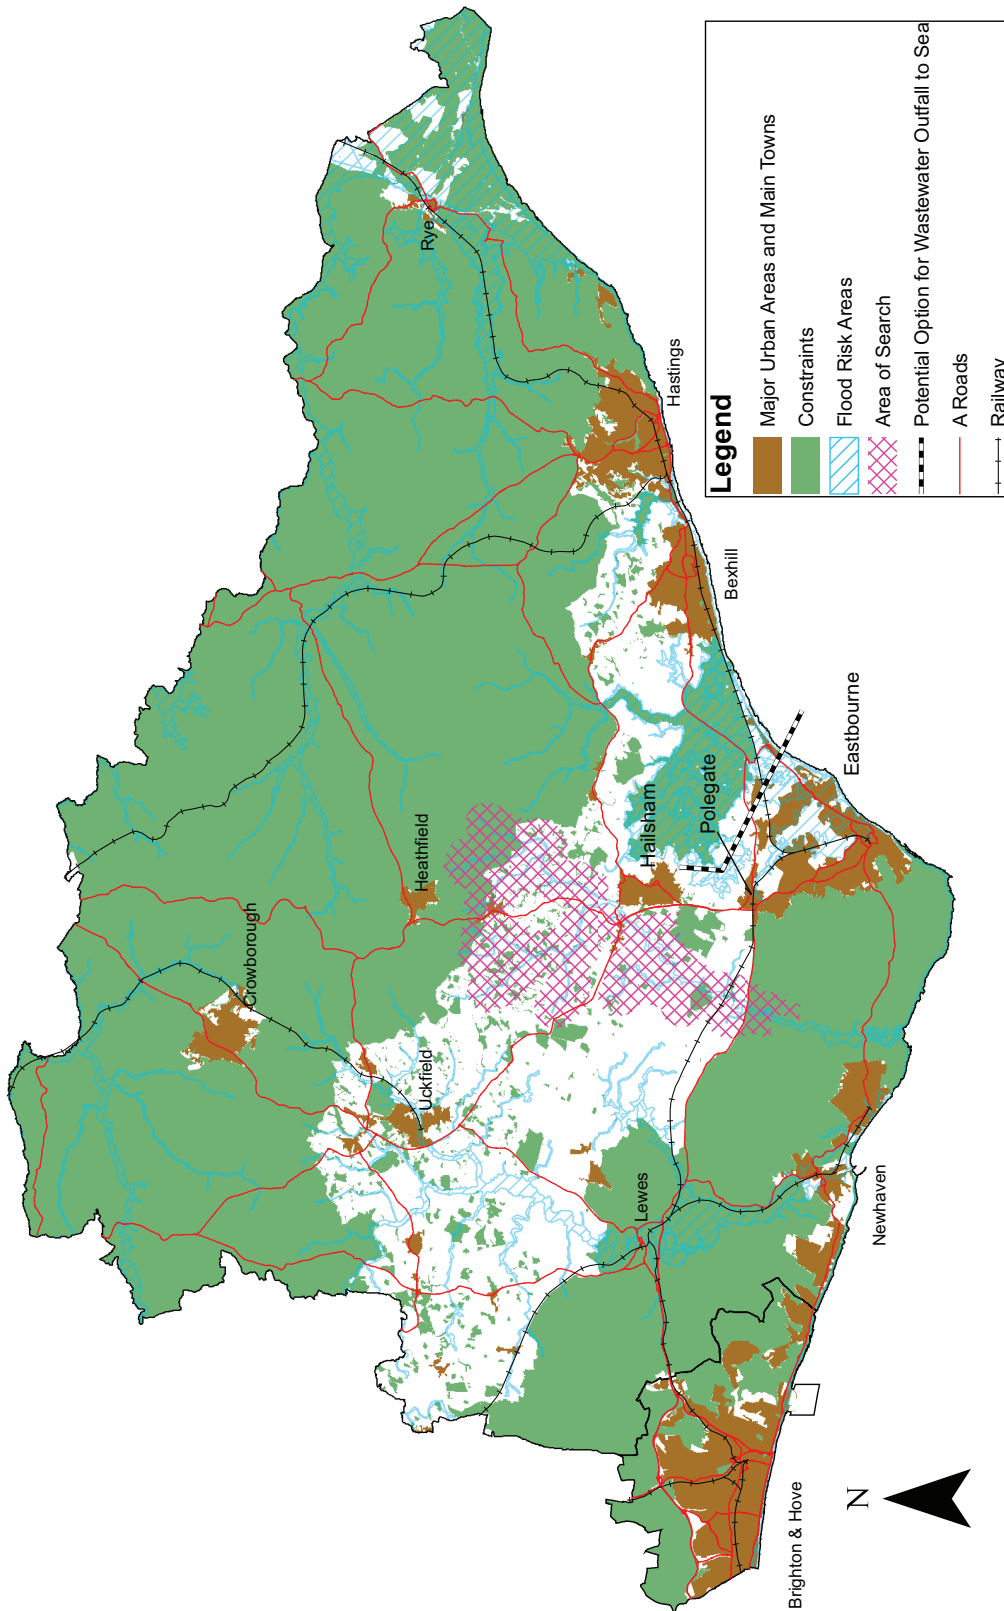 Crowborough
Heathfield
Rye
Uckfield
Lewes
Hailsham
Polegate
Hastings
Bexhill
Eastbourne
Newhaven
Brighton & Hove
N
Legend
Major Urban Areas and Main Towns
Constraints
Flood Risk Areas
Area of Search
Potential Option for Wastewater Outfall to Sea
A Roads
Railway